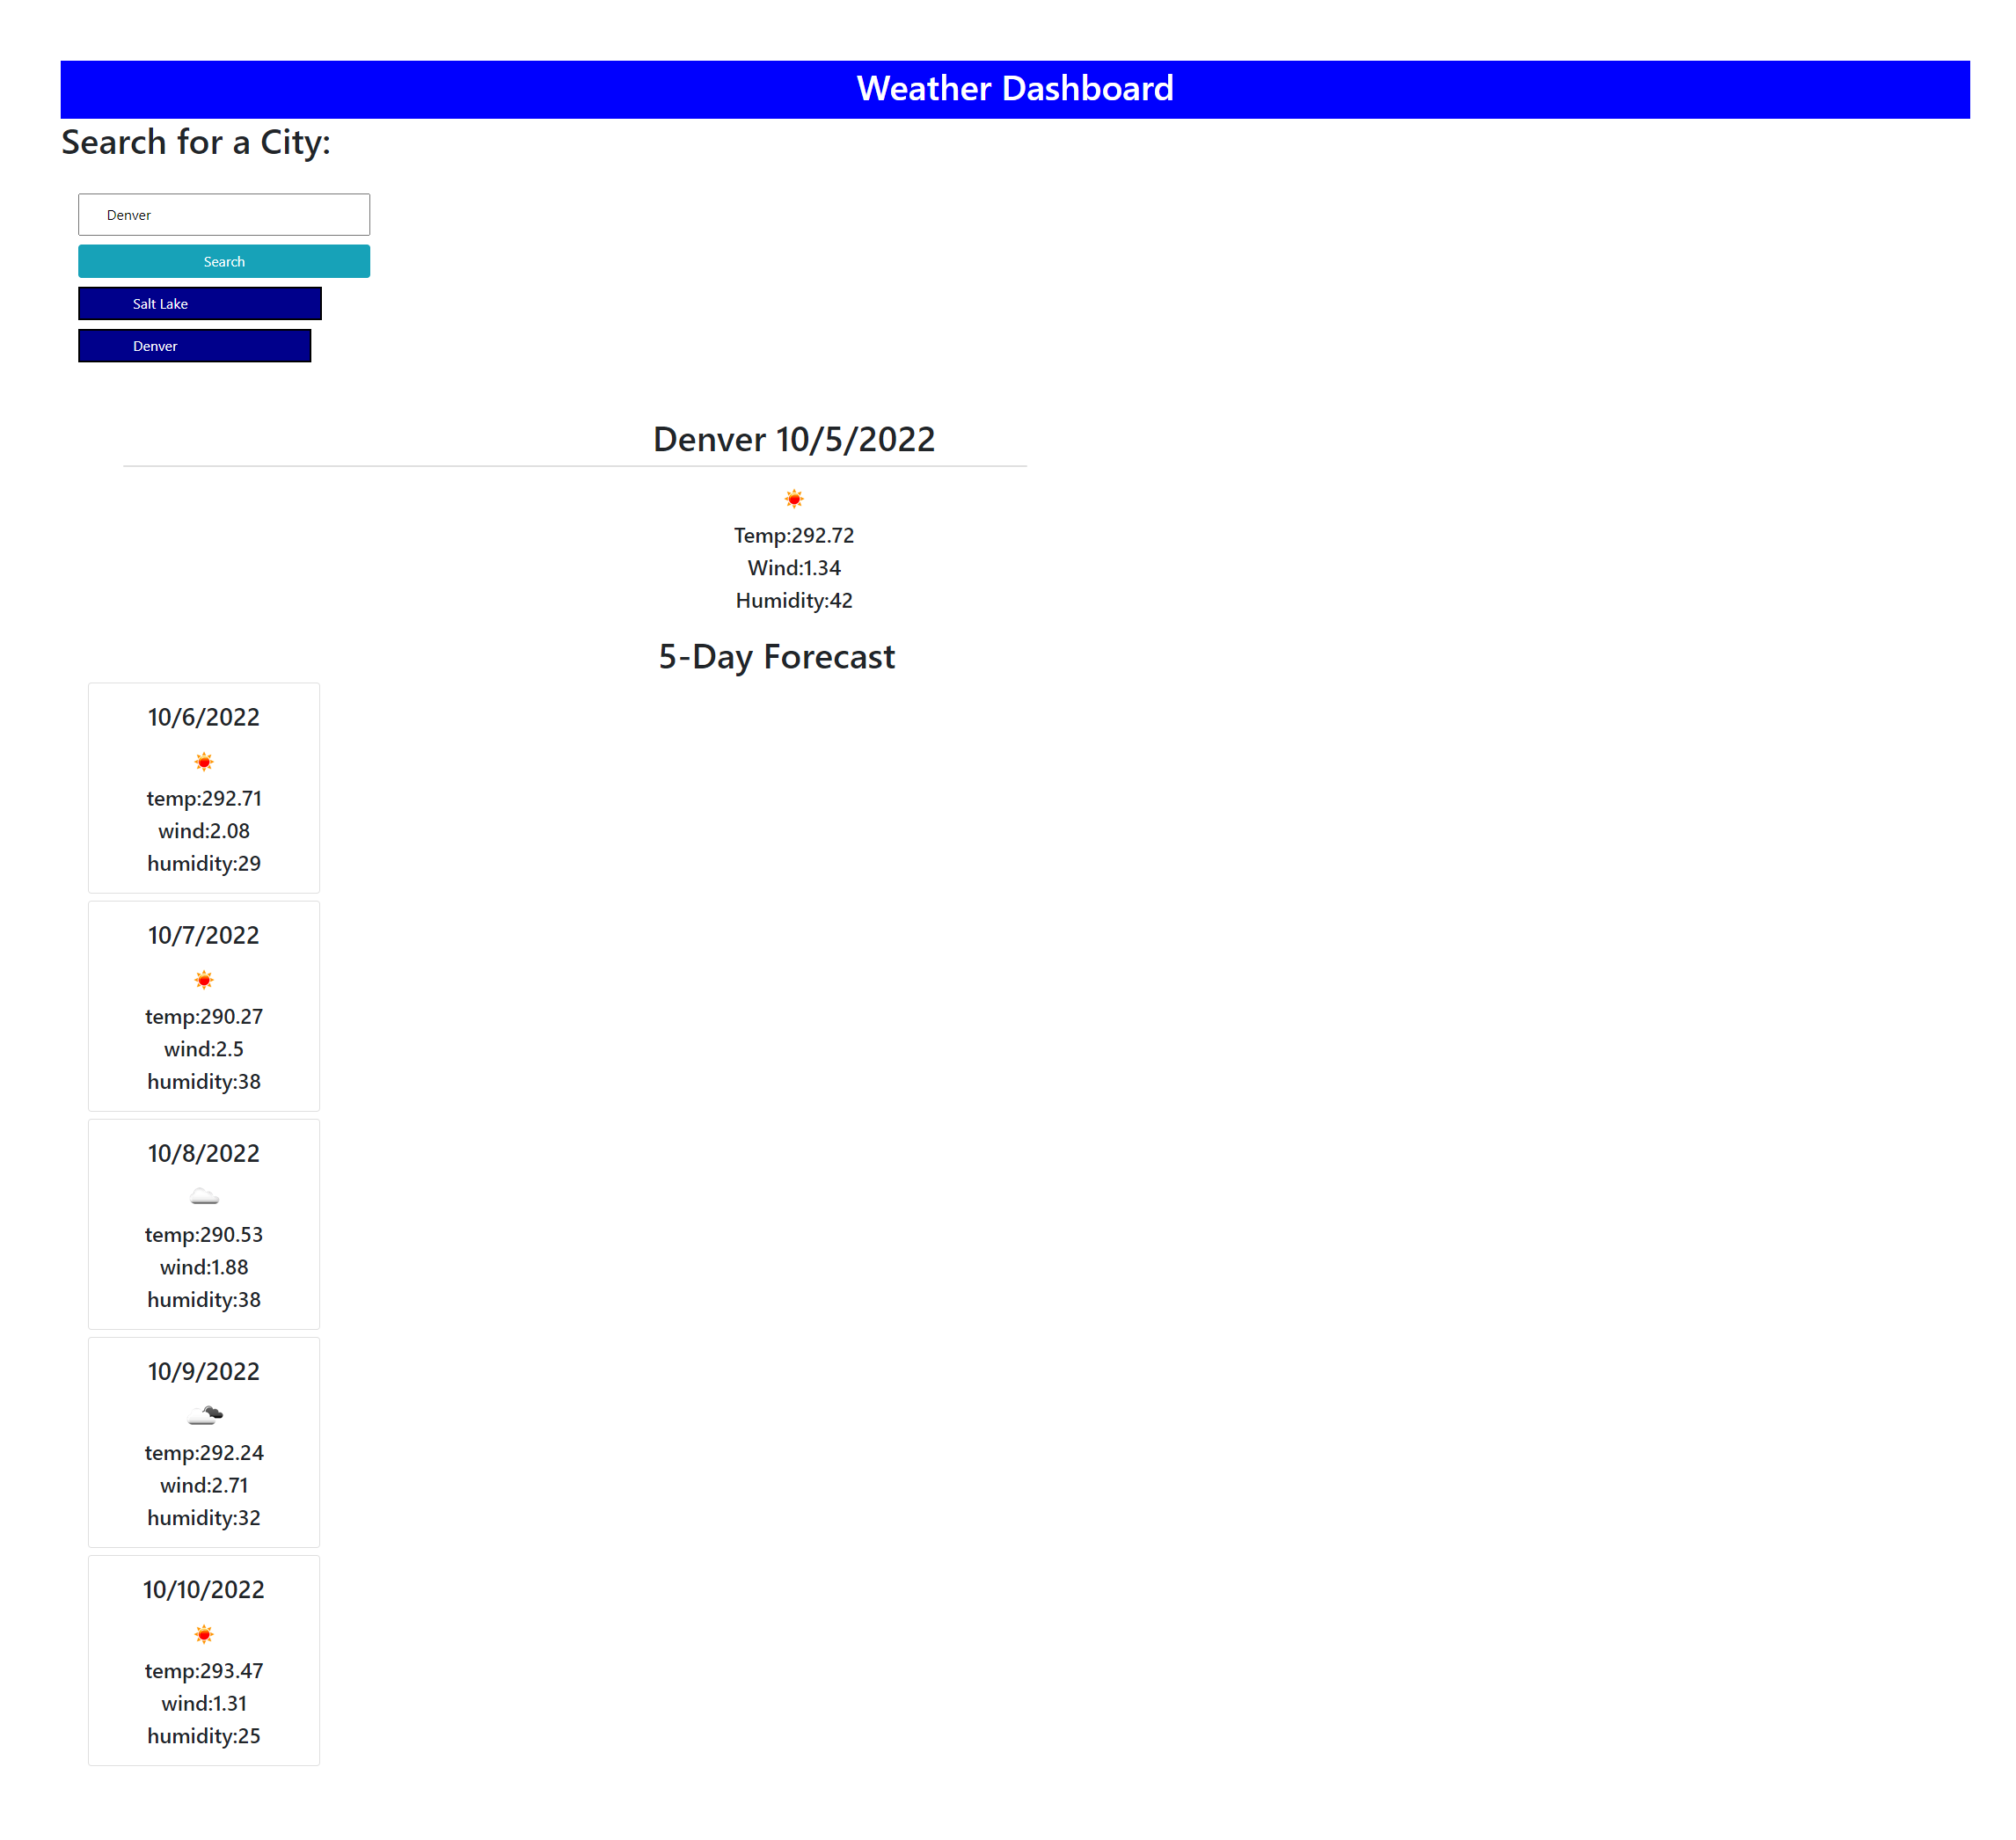 Weather Dashboard
Search for a City:
Denver
Search
Salt Lake
Denver
Denver 10/5/2022
Temp:292.72
Wind:1.34
Humidity:42
5-Day Forecast
10/6/2022
temp:292.71
wind:2.08
humidity:29
10/7/2022
temp:290.27
wind:2.5
humidity:38
10/8/2022
temp:290.53
wind:1.88
humidity:38
10/9/2022
temp:292.24
wind:2.71
humidity:32
10/10/2022
temp:293.47
wind:1.31
humidity:25